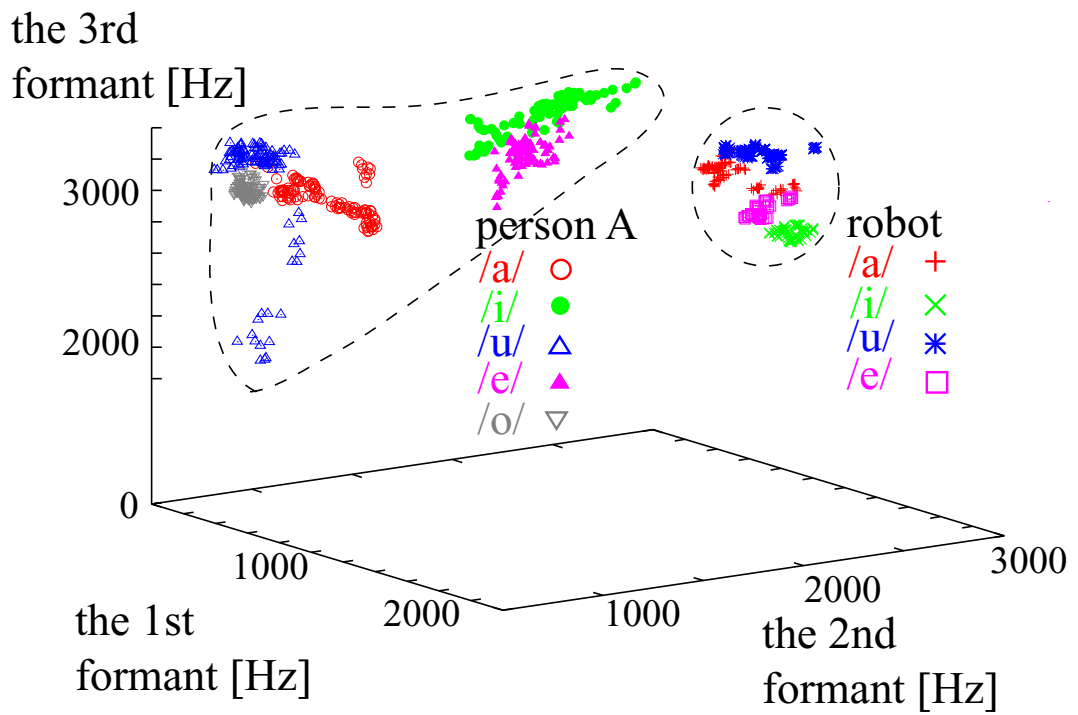 the 3rd
formant [Hz]
3000
2000
0
person A
/a/
/i/
/u/
/e/
/o/
robot
/a/
/i/
/u/
/e/
1000
2000
the 1st
formant [Hz]
1000
2000
3000
the 2nd
formant [Hz]